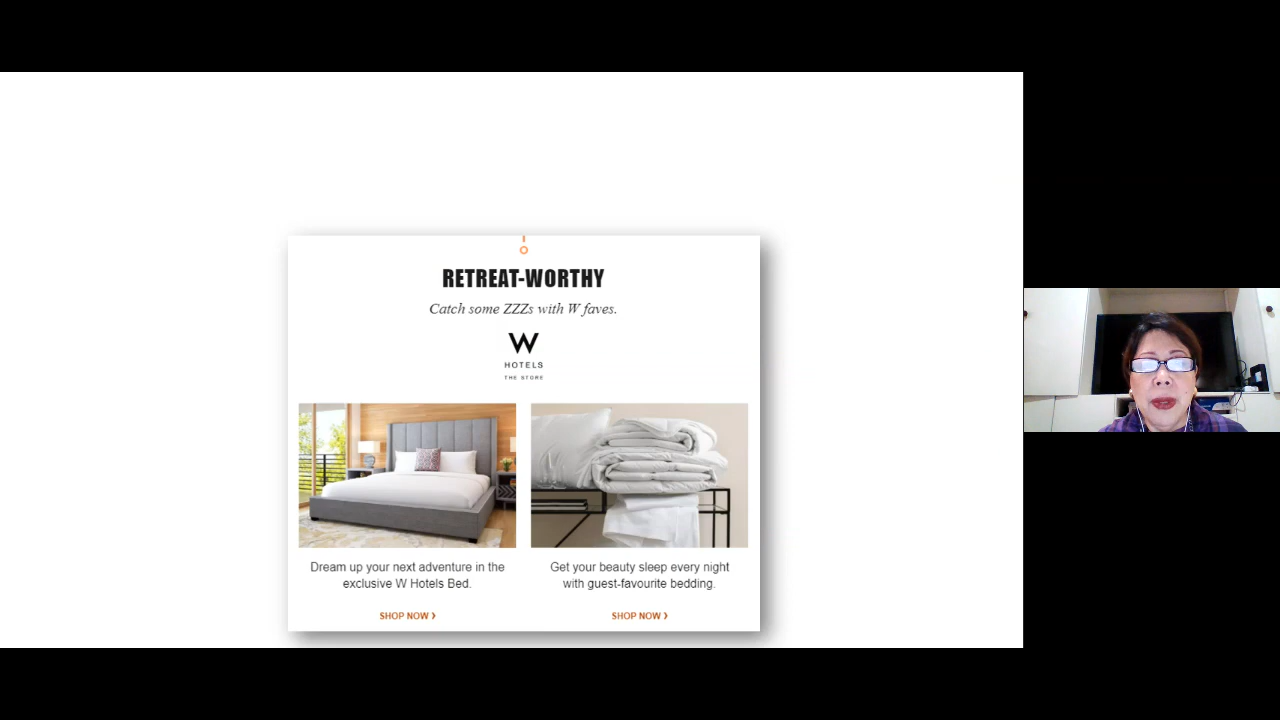 RETREAT-WORTHY
Catch some ZZZs with W faves.
W
HOTELS
THE STORE
Dream up your next adventure in the
exclusive W Hotels Bed.
SHOP NOW ›
Get your beauty sleep every night
with guest-favourite bedding.
SHOP NOW ›